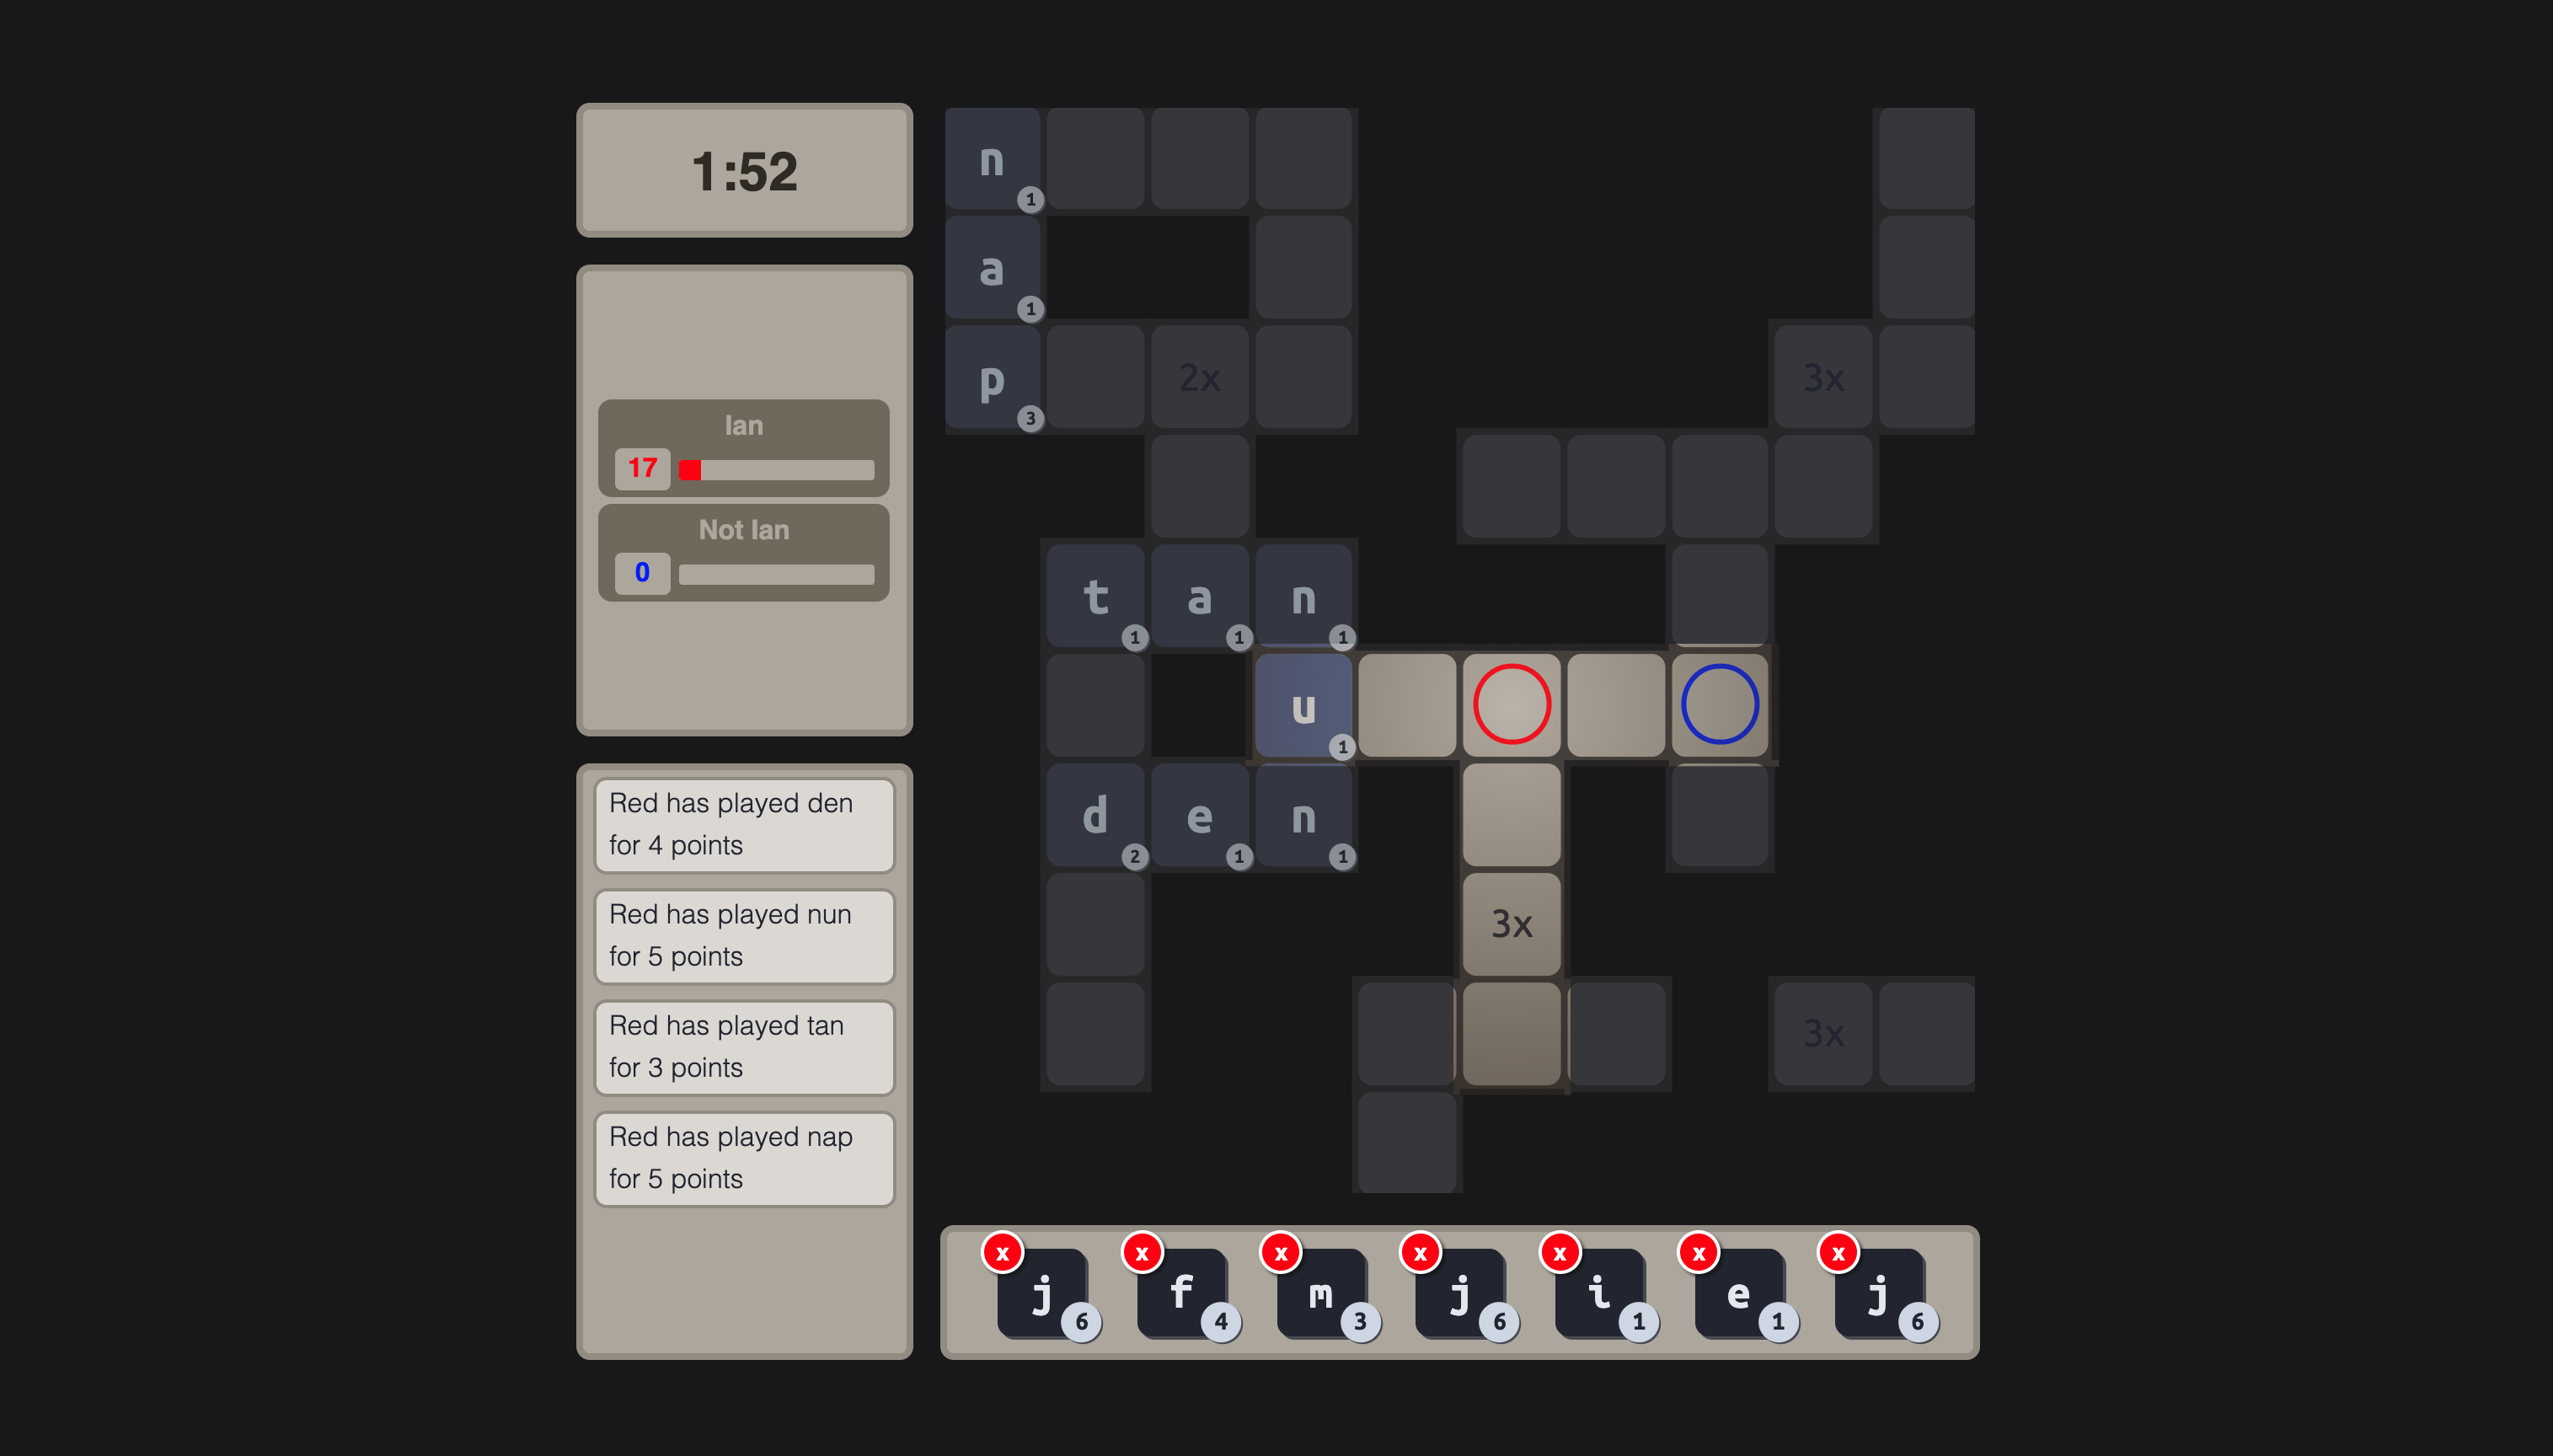 1:52
Ian
17
Not Ian
0
Red has played den
for 4 points
Red has played nun
for 5 points
Red has played tan
for 3 points
Red has played nap
for 5 points
n 1
a 1
p 3 2x 3x
t 1 a 1 n 1
u 1
d 2 e 1 n 1
3x
3x
x x x x x x x
j 6 f 4 m 3 j 6 i 1 e 1 j 6